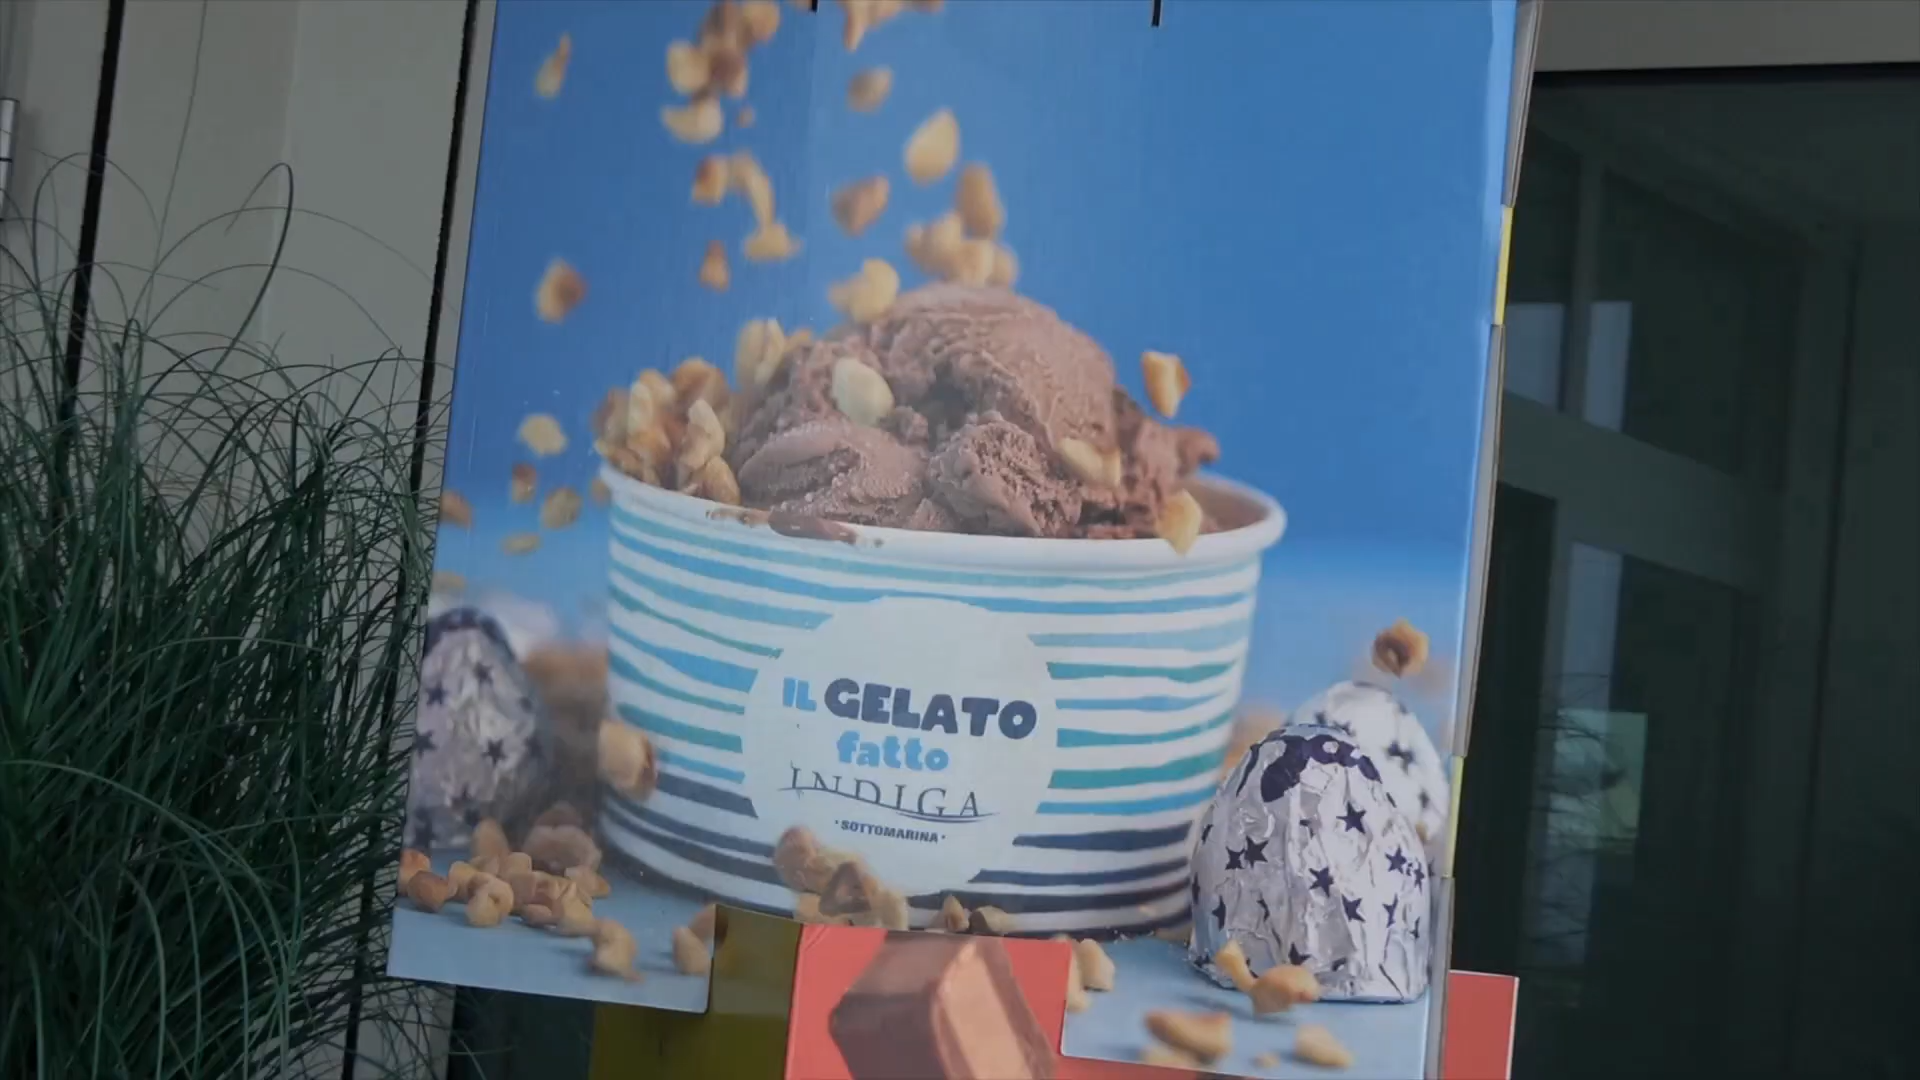 IL GELATO
fatto
INDIGA
• SOTTOMARINA •